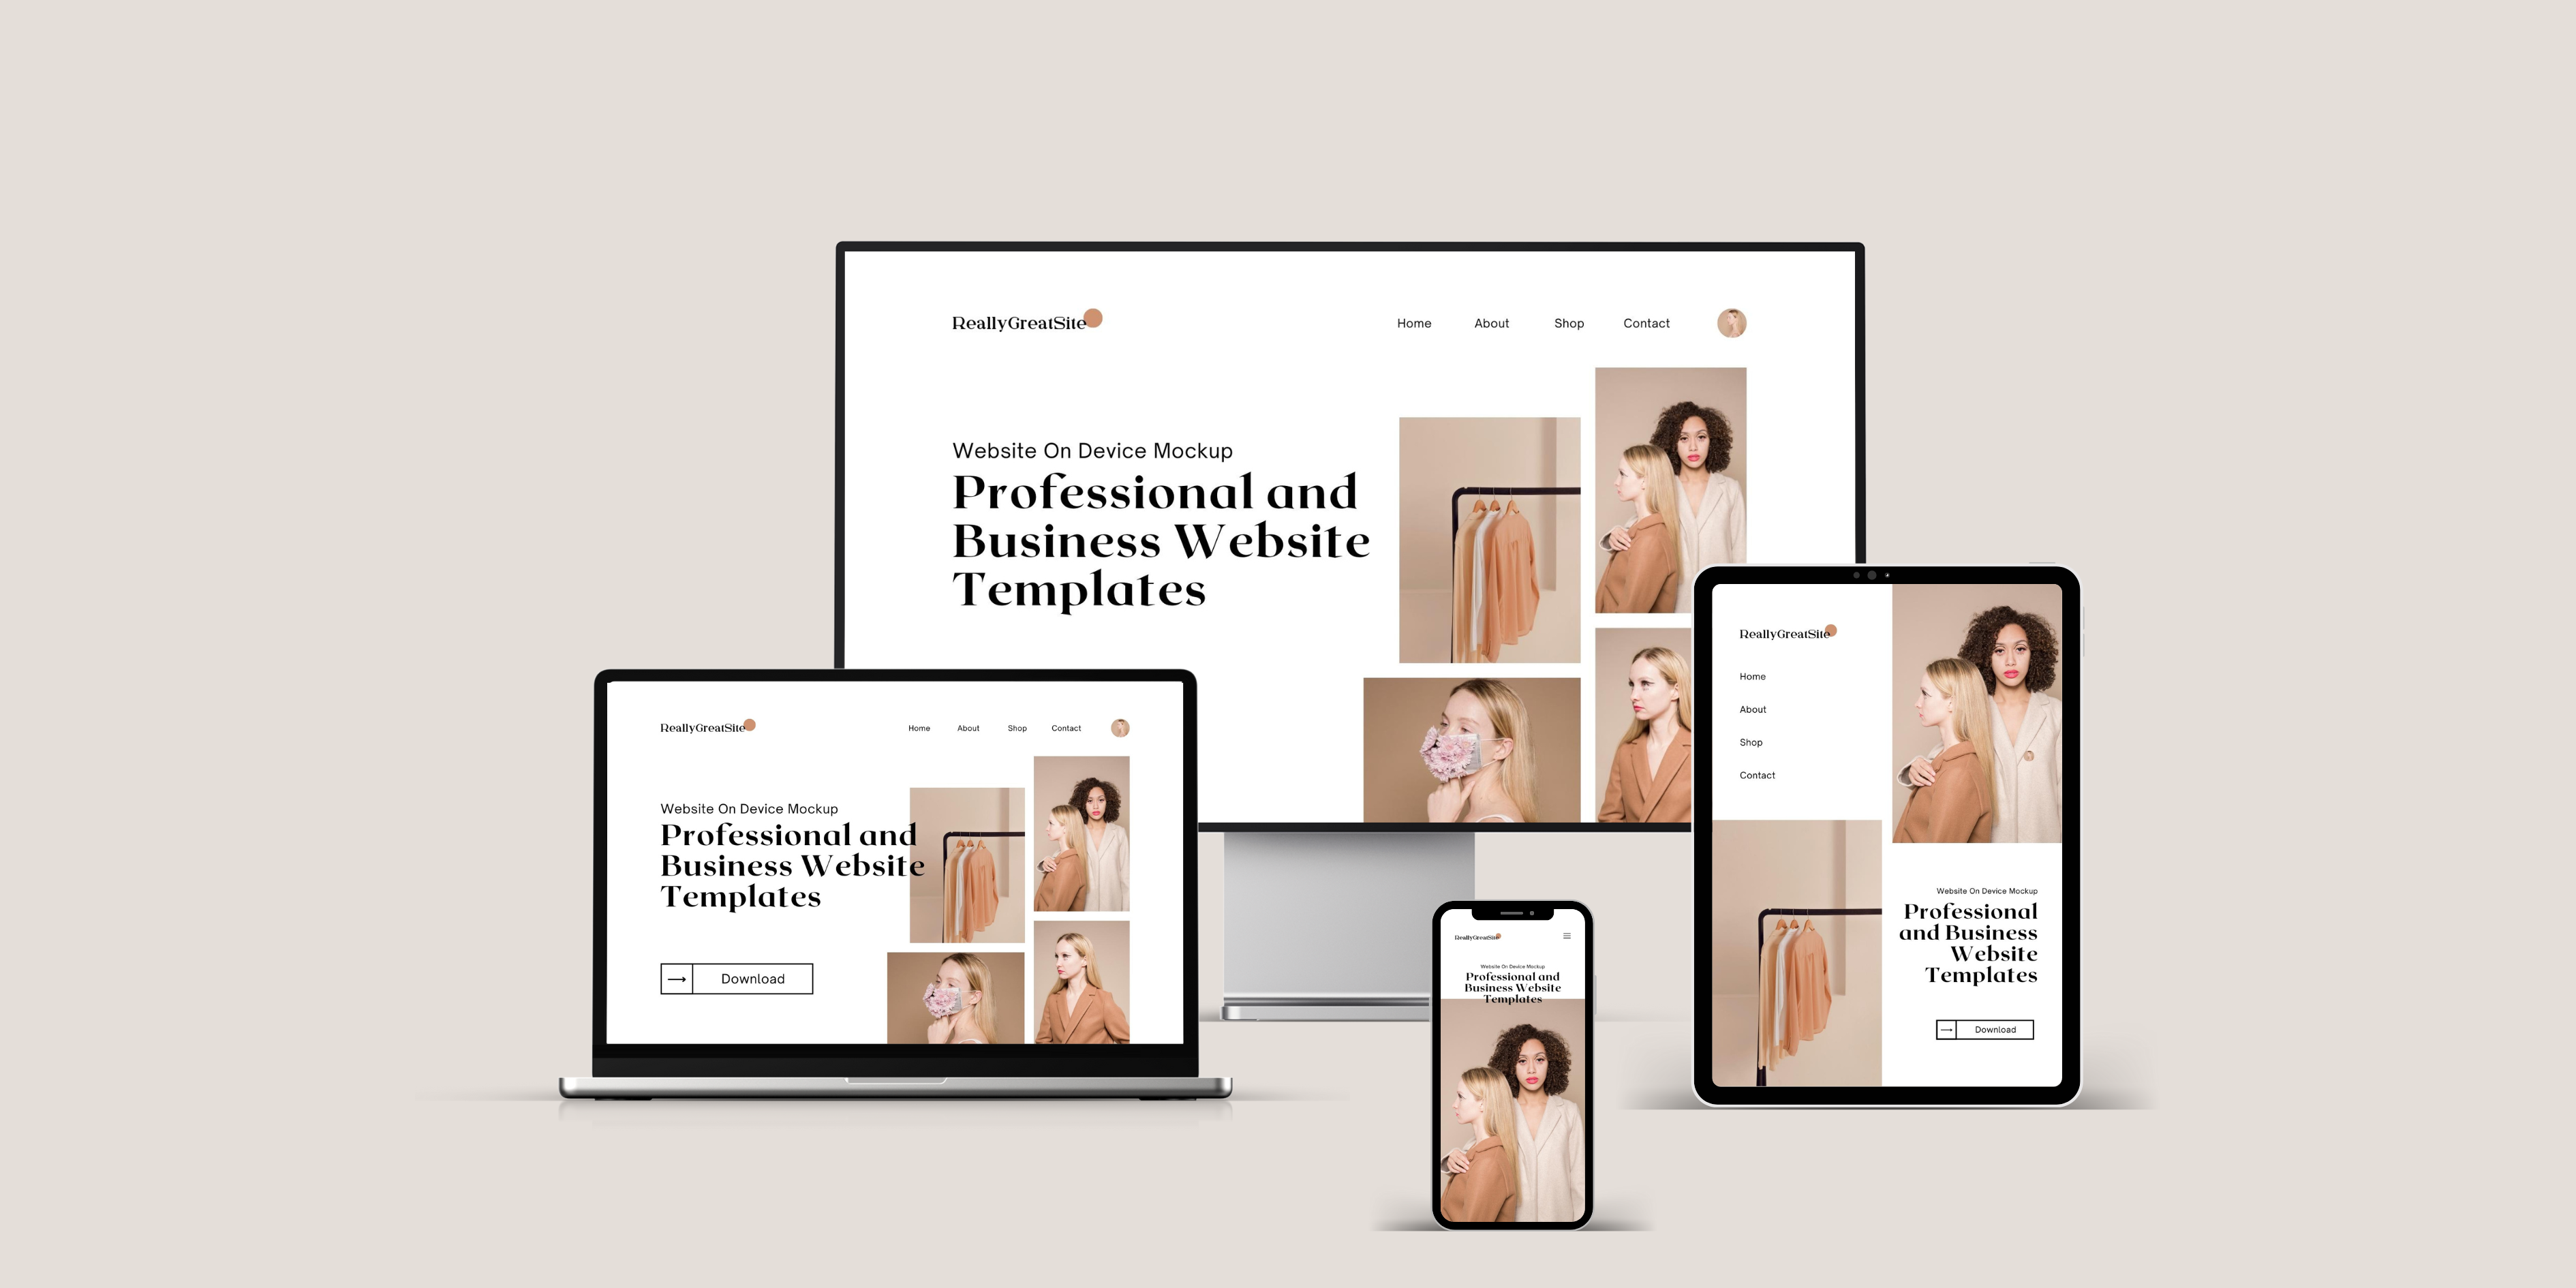 ReallyGreatSite
Home About Shop Contact
Website On Device Mockup
Professional and
Business Website
Templates
ReallyGreatSite
Home About Shop Contact
Website On Device Mockup
Professional and
Business Website
Templates
Download
ReallyGreatSite
Website On Device Mockup
Professional and
Business Website
Templates
ReallyGreatSite
Home
About
Shop
Contact
Website On Device Mockup
Professional
and Business
Website
Templates
Download